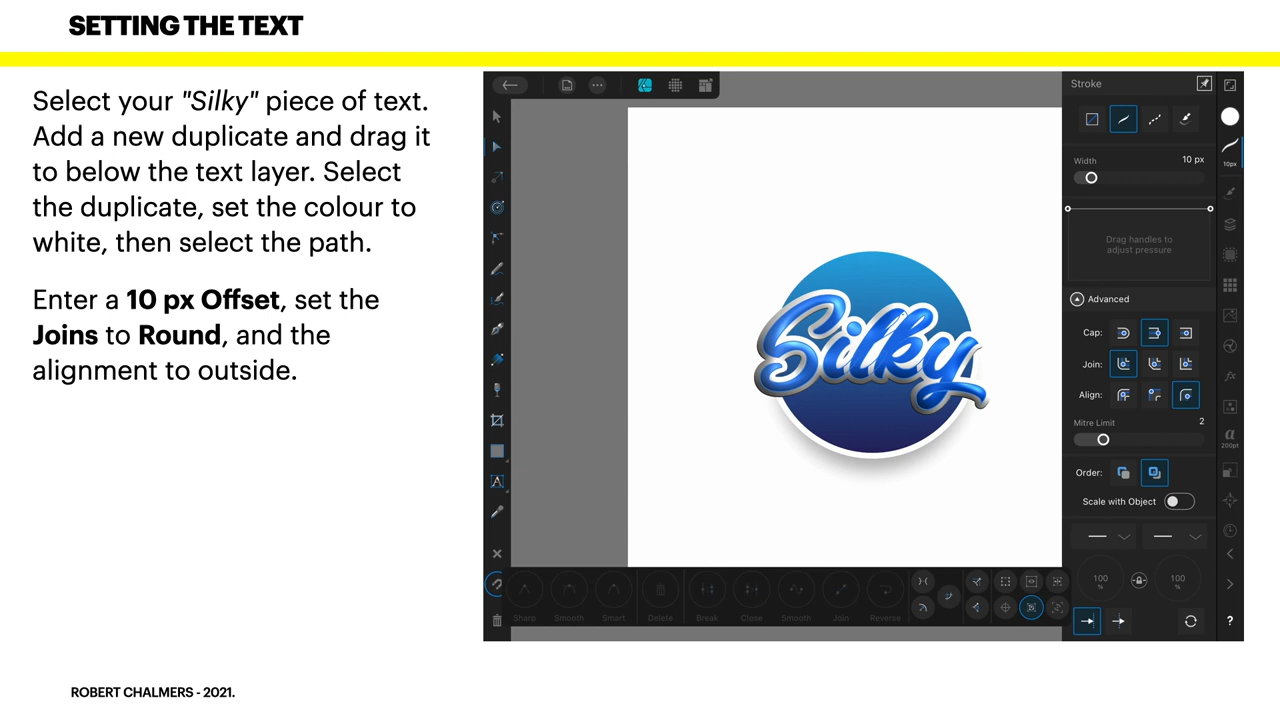 SETTING THE TEXT
Select your "Silky" piece of text.
Add a new duplicate and drag it
to below the text layer. Select
the duplicate, set the colour to
white, then select the path.
Enter a 10 px Offset, set the
Joins to Round, and the
alignment to outside.
Silky
Stroke
Width 10 px
10px
Drag handles to
adjust pressure
Advanced
Cap:
Join:
Align:
Mitre Limit 2
a
200pt
fx
Order:
Scale with Object
100 %
100 %
Sharp Smooth Smart Delete Break Close Smooth Join Reverse
A
?
ROBERT CHALMERS - 2021.